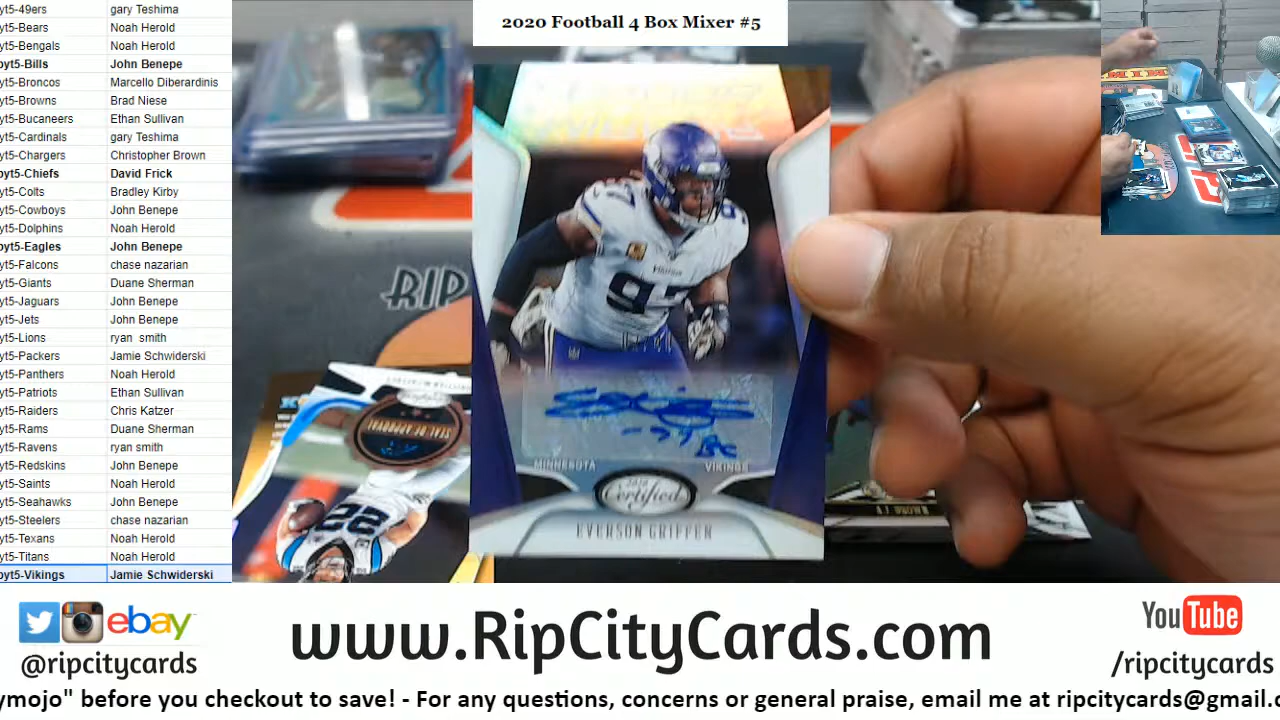 2020 Football 4 Box Mixer #5
yt5-49ers gary Teshima
yt5-Bears Noah Herold
yt5-Bengals Noah Herold
yt5-Bills John Benepe
yt5-Broncos Marcello Diberardinis
yt5-Browns Brad Niese
yt5-Bucaneers Ethan Sullivan
yt5-Cardinals gary Teshima
yt5-Chargers Christopher Brown
yt5-Chiefs David Frick
yt5-Colts Bradley Kirby
yt5-Cowboys John Benepe
yt5-Dolphins Noah Herold
yt5-Eagles John Benepe
yt5-Falcons chase nazarian
yt5-Giants Duane Sherman
yt5-Jaguars John Benepe
yt5-Jets John Benepe
yt5-Lions ryan smith
yt5-Packers Jamie Schwiderski
yt5-Panthers Noah Herold
yt5-Patriots Ethan Sullivan
yt5-Raiders Chris Katzer
yt5-Rams Duane Sherman
yt5-Ravens ryan smith
yt5-Redskins John Benepe
yt5-Saints Noah Herold
yt5-Seahawks John Benepe
yt5-Steelers chase nazarian
yt5-Texans Noah Herold
yt5-Titans Noah Herold
pyt5-Vikings Jamie Schwiderski
RIP
97
97
MINNESOTA VIKINGS
Certified
EVERSON GRIFFEN
22
ebay
@ripcitycards
www.RipCityCards.com
YouTube
/ripcitycards
ymojo" before you checkout to save! - For any questions, concerns or general praise, email me at ripcitycards@gmail.c